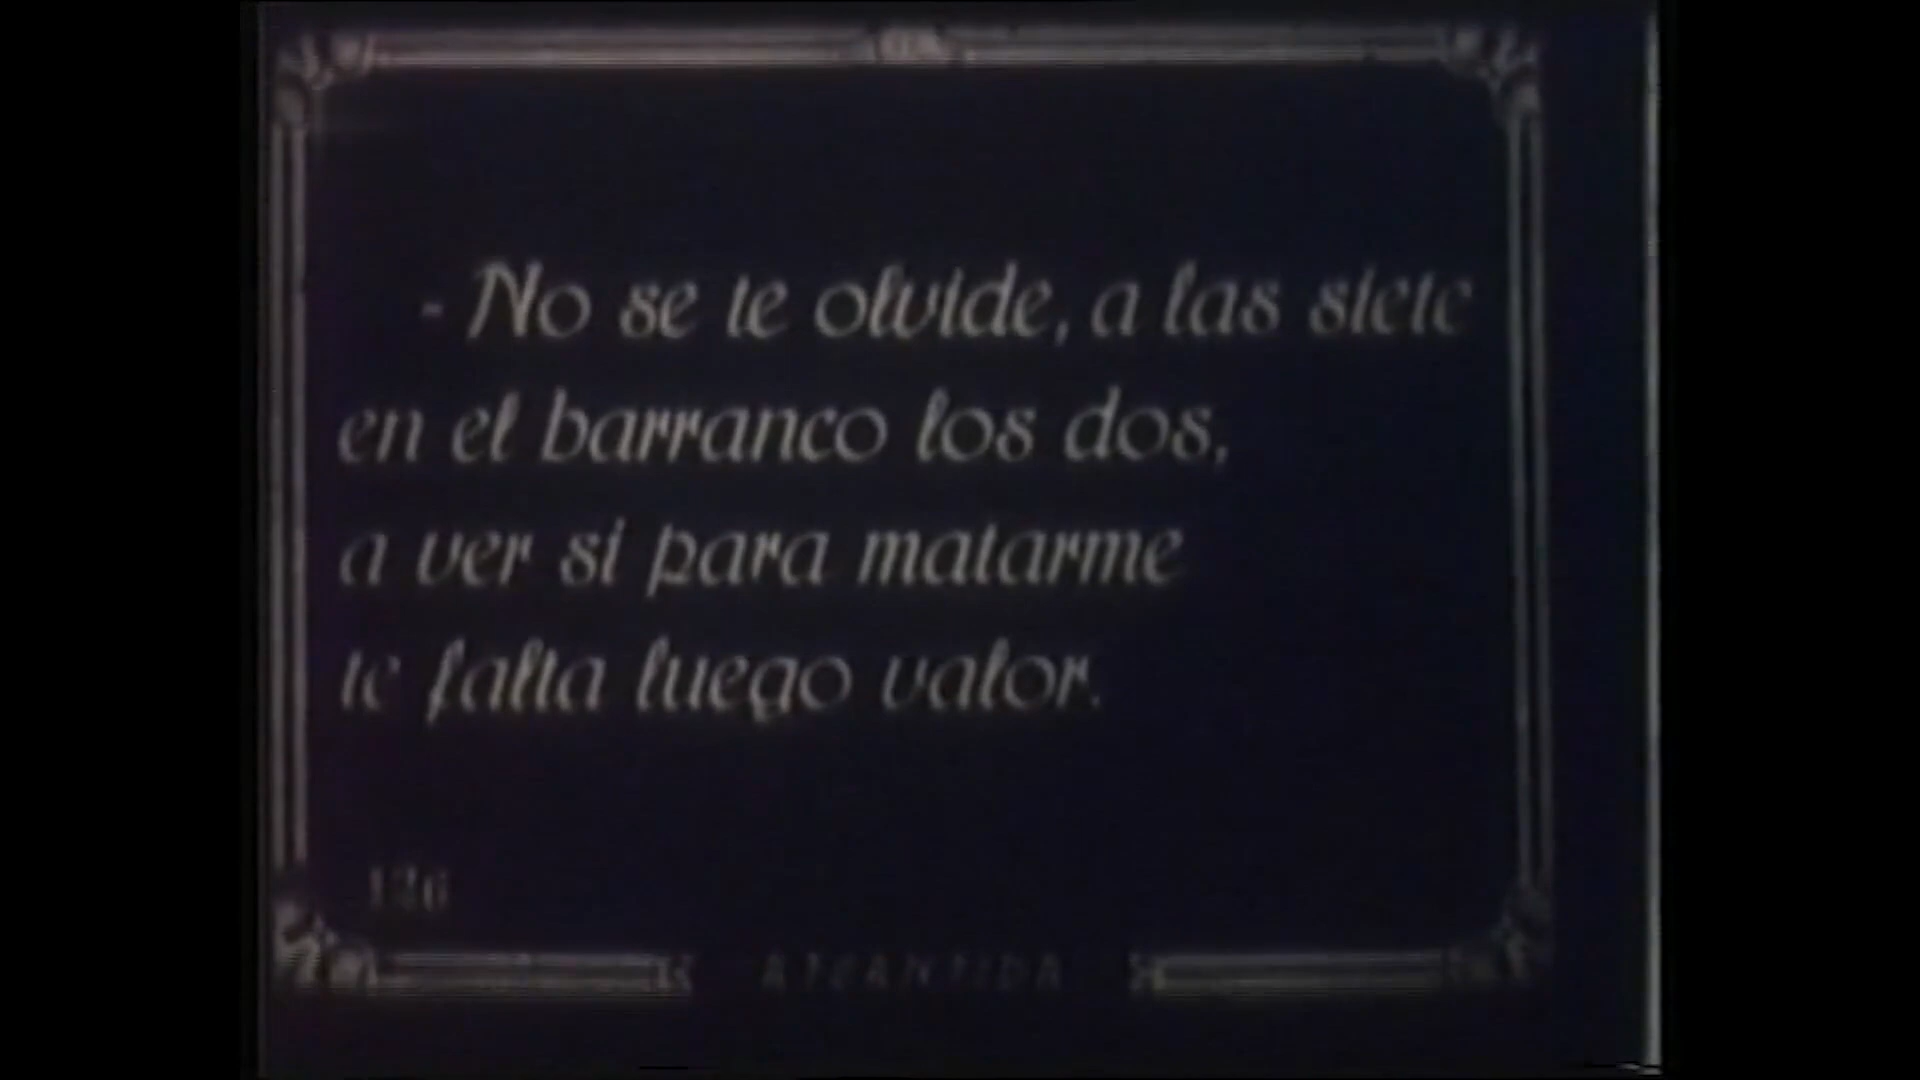 - No se te olvide, a las siete
en el barranco los dos,
a ver si para matarme
te falta luego valor.
126
ATLANTIDA